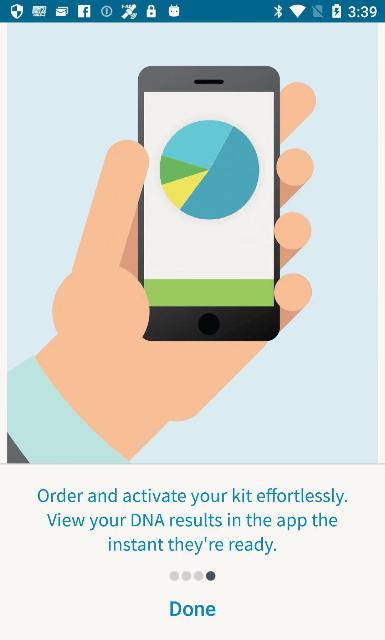 3:39
Order and activate your kit effortlessly.
View your DNA results in the app the
instant they're ready.
Done